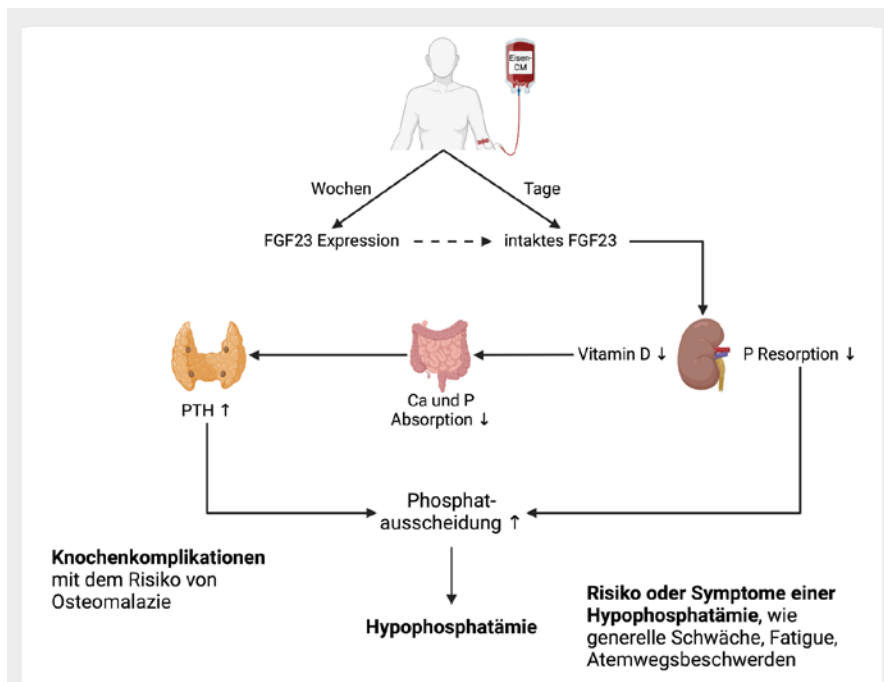 Eisen-
CM
Wochen
Tage
FGF23 Expression
intaktes FGF23
Vitamin D ↓
P Resorption ↓
Ca und P
Absorption ↓
PTH ↑
Phosphat-
ausscheidung ↑
Knochenkomplikationen
mit dem Risiko von
Osteomalazie
Hypophosphatämie
Risiko oder Symptome einer
Hypophosphatämie, wie
generelle Schwäche, Fatigue,
Atemwegsbeschwerden